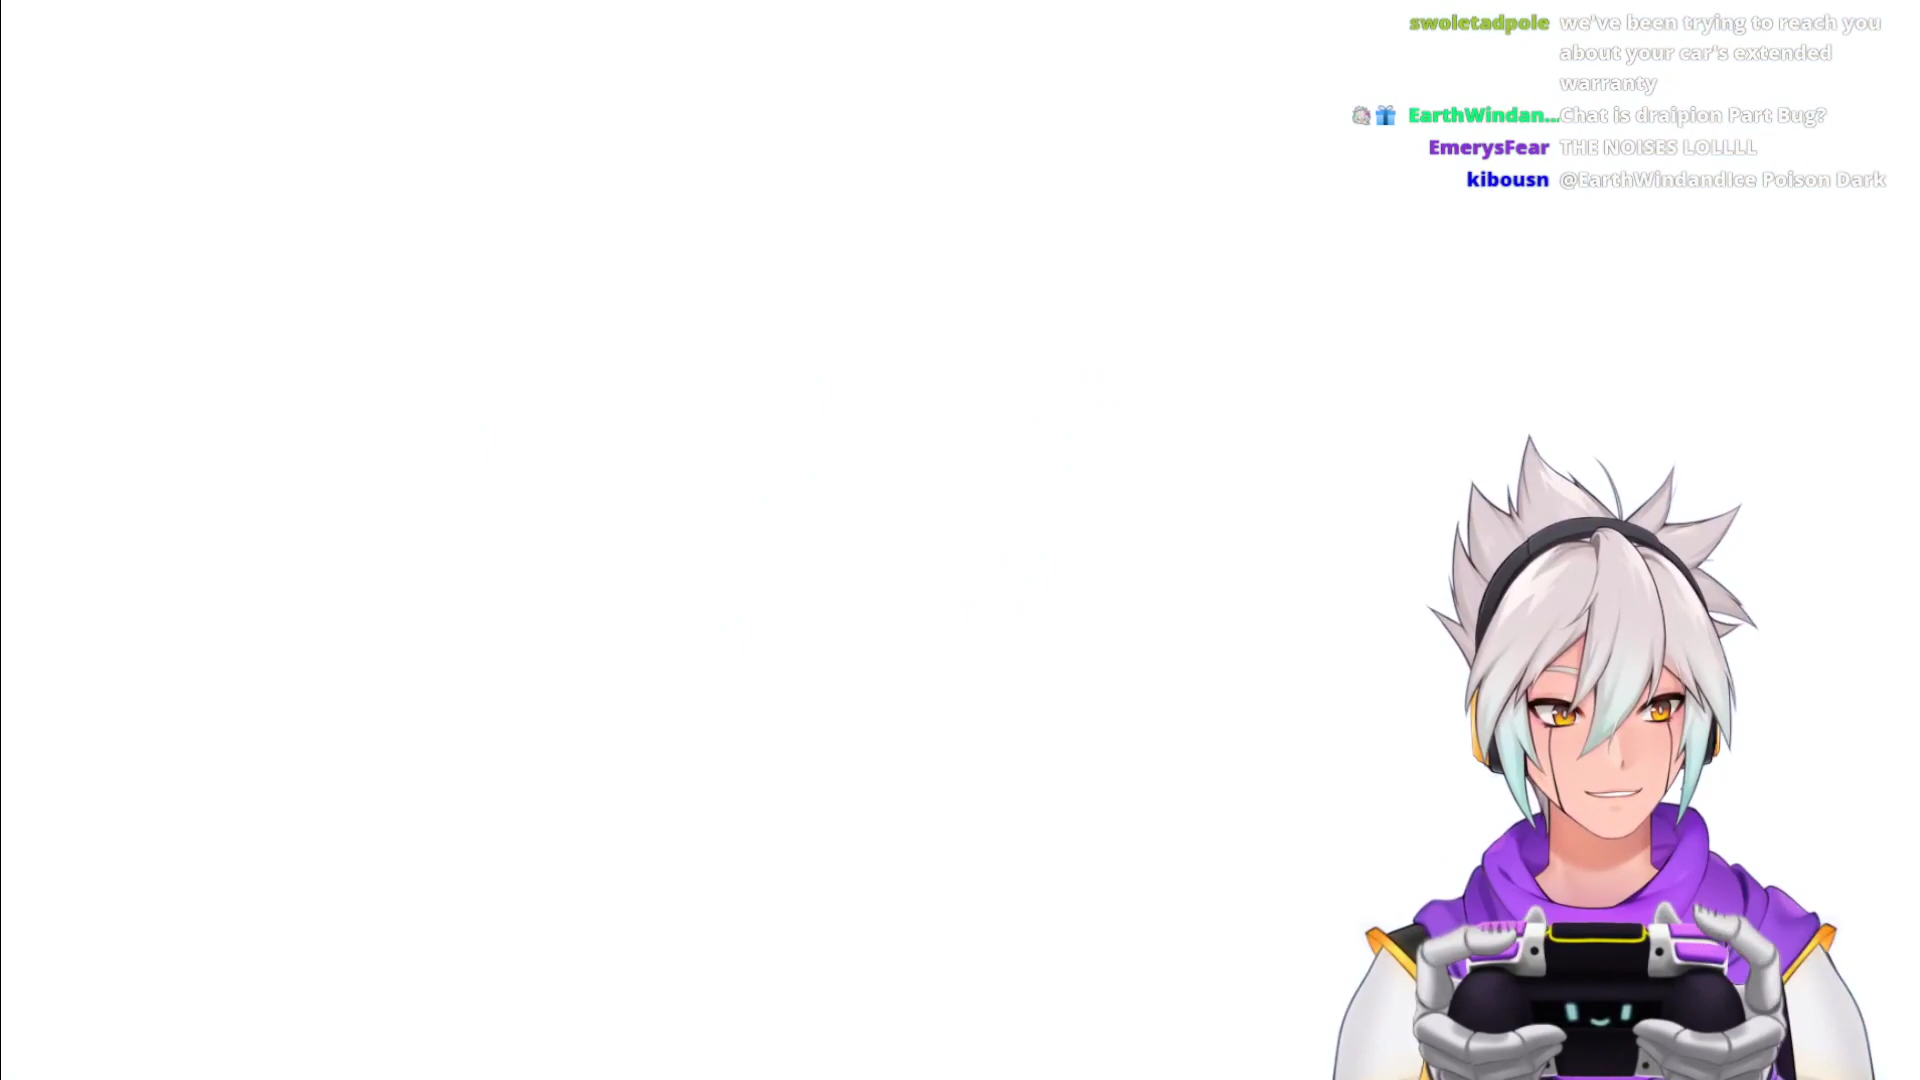 swoletadpole we've been trying to reach you
about your car's extended
warranty
EarthWindan... Chat is draipion Part Bug?
EmerysFear THE NOISES LOLLLL
kibousn @EarthWindandIce Poison Dark